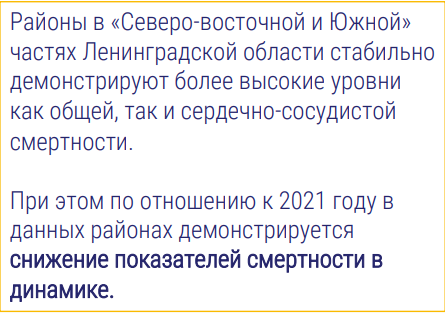 Районы в «Северо-восточной и Южной»
частях Ленинградской области стабильно
демонстрируют более высокие уровни
как общей, так и сердечно-сосудистой
смертности.
При этом по отношению к 2021 году в
данных районах демонстрируется
снижение показателей смертности в
динамике.